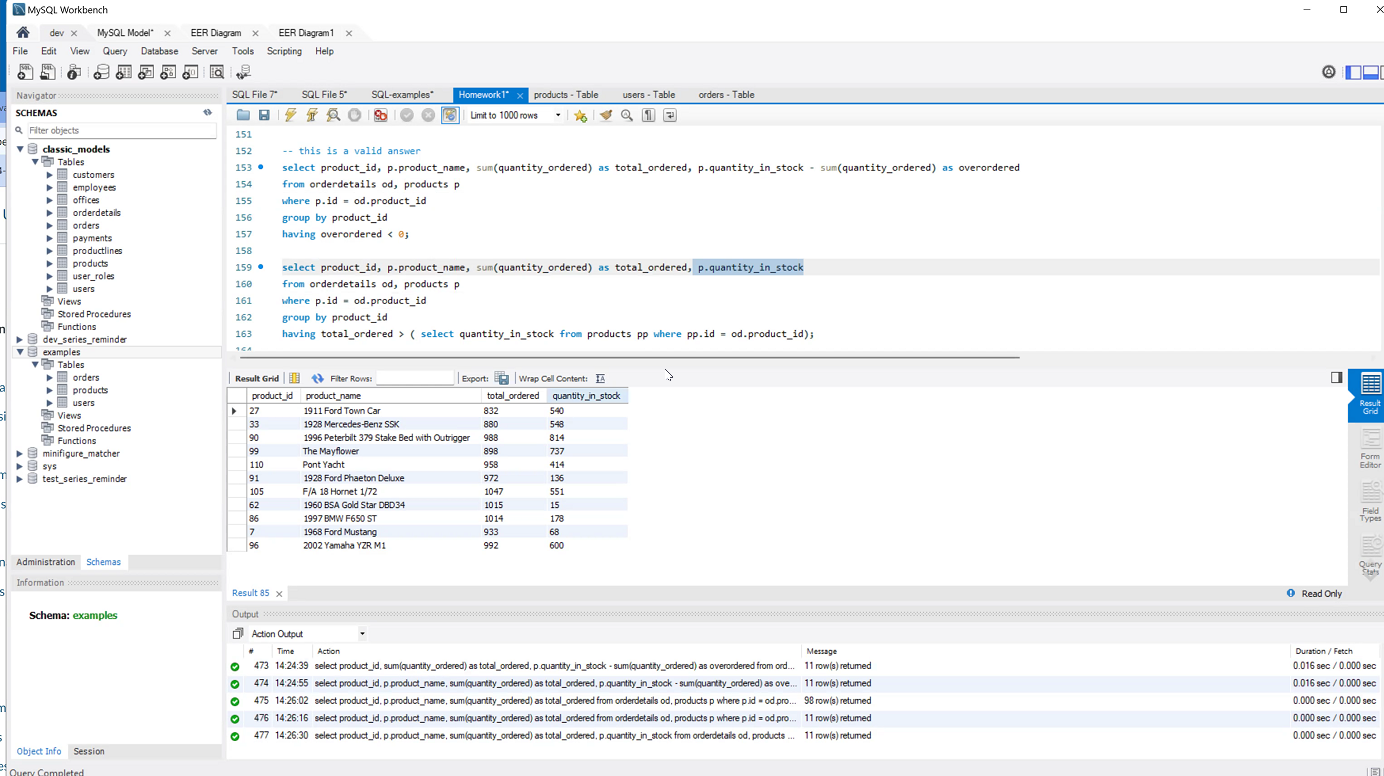 MySQL Workbench
dev
MySQL Model*
EER Diagram
EER Diagram1
File Edit View Query Database Server Tools Scripting Help
Navigator
SCHEMAS
Filter objects
classic_models
Tables
customers
employees
offices
orderdetails
orders
payments
productlines
products
user_roles
users
Views
Stored Procedures
Functions
dev_series_reminder
examples
Tables
orders
products
users
Views
Stored Procedures
Functions
minifigure_matcher
sys
test_series_reminder
Administration Schemas
Information
Schema: examples
Object Info Session
Query Completed
SQL File 7* SQL File 5* SQL-examples* Homework1* products - Table users - Table orders - Table
Limit to 1000 rows
151
152 -- this is a valid answer
153 select product_id, p.product_name, sum(quantity_ordered) as total_ordered, p.quantity_in_stock - sum(quantity_ordered) as overordered
154 from orderdetails od, products p
155 where p.id = od.product_id
156 group by product_id
157 having overordered < 0;
158
159 select product_id, p.product_name, sum(quantity_ordered) as total_ordered, p.quantity_in_stock
160 from orderdetails od, products p
161 where p.id = od.product_id
162 group by product_id
163 having total_ordered > ( select quantity_in_stock from products pp where pp.id = od.product_id);
Result Grid Filter Rows: Export: Wrap Cell Content:
product_id product_name total_ordered quantity_in_stock
27 1911 Ford Town Car 832 540
33 1928 Mercedes-Benz SSK 880 548
90 1996 Peterbilt 379 Stake Bed with Outrigger 988 814
99 The Mayflower 898 737
110 Pont Yacht 958 414
91 1928 Ford Phaeton Deluxe 972 136
105 F/A 18 Hornet 1/72 1047 551
62 1960 BSA Gold Star DBD34 1015 15
86 1997 BMW F650 ST 1014 178
7 1968 Ford Mustang 933 68
96 2002 Yamaha YZR M1 992 600
Result Grid
Form Editor
Field Types
Query Stats
Result 85
Read Only
Output
Action Output
# Time Action Message Duration / Fetch
473 14:24:39 select product_id, sum(quantity_ordered) as total_ordered, p.quantity_in_stock - sum(quantity_ordered) as overordered from ord... 11 row(s) returned 0.016 sec / 0.000 sec
474 14:24:55 select product_id, p.product_name, sum(quantity_ordered) as total_ordered, p.quantity_in_stock - sum(quantity_ordered) as ove... 11 row(s) returned 0.016 sec / 0.000 sec
475 14:26:02 select product_id, p.product_name, sum(quantity_ordered) as total_ordered from orderdetails od, products p where p.id = od.pro... 98 row(s) returned 0.000 sec / 0.000 sec
476 14:26:16 select product_id, p.product_name, sum(quantity_ordered) as total_ordered from orderdetails od, products p where p.id = od.pro... 11 row(s) returned 0.000 sec / 0.000 sec
477 14:26:30 select product_id, p.product_name, sum(quantity_ordered) as total_ordered, p.quantity_in_stock from orderdetails od, products ... 11 row(s) returned 0.000 sec / 0.000 sec